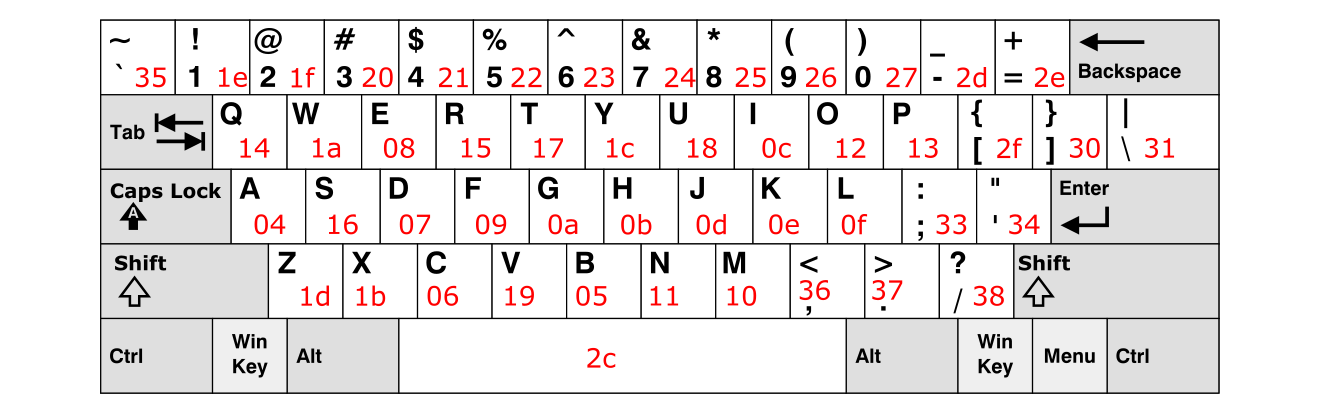 ~ ! @ # $ % ^ & * ( ) _ +
` 35 1 1e 2 1f 3 20 4 21 5 22 6 23 7 24 8 25 9 26 0 27 - 2d = 2e Backspace
Tab Q W E R T Y U I O P { } |
14 1a 08 15 17 1c 18 0c 12 13 [ 2f ] 30 \ 31
Caps Lock A S D F G H J K L : " Enter
A 04 16 07 09 0a 0b 0d 0e 0f ; 33 ' 34
Shift Z X C V B N M < > ? Shift
1d 1b 06 19 05 11 10 36 , 37 . / 38
Ctrl Win Key Alt 2c Alt Win Key Menu Ctrl